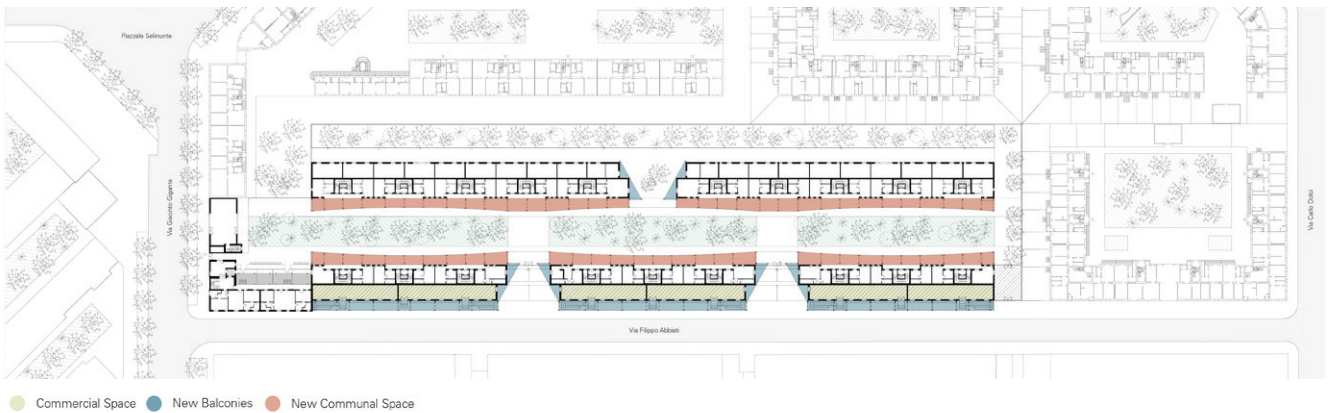 Piazzale Selinunte
Via Giacinto Gigante
Via Carlo Dolci
Via Filippo Abbiati
Commercial Space New Balconies New Communal Space